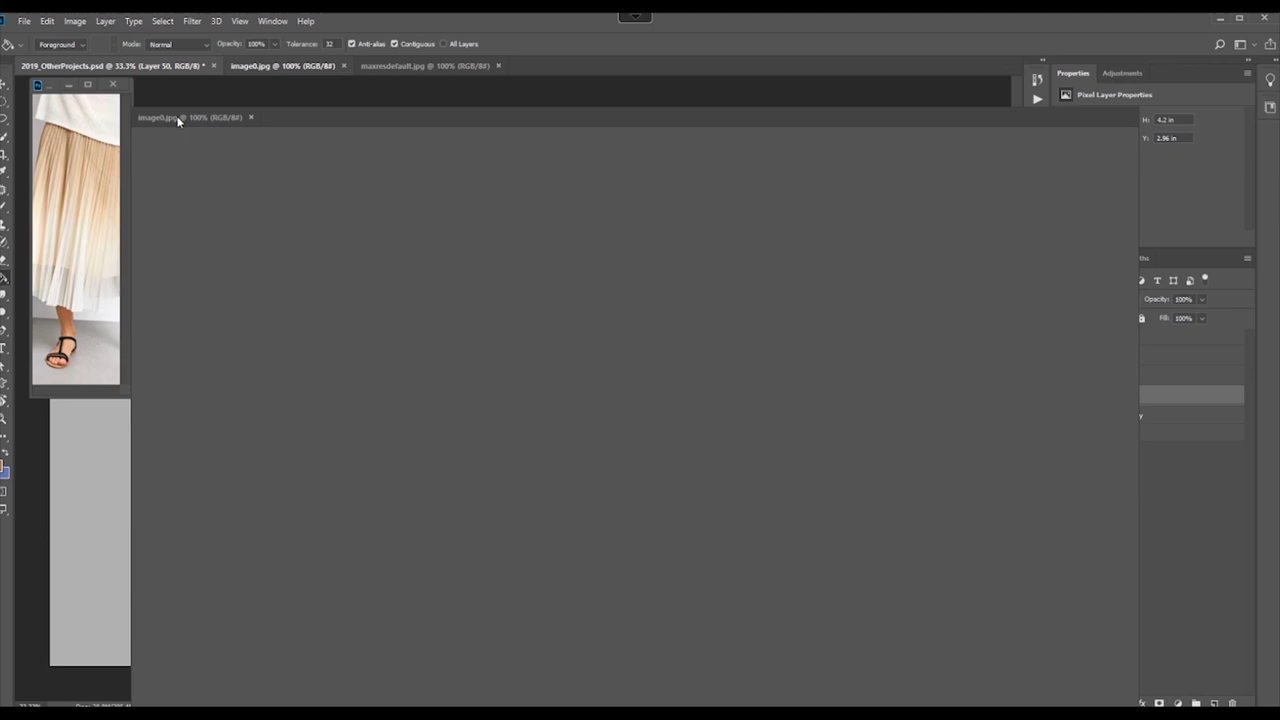 File Edit Image Layer Type Select Filter 3D View Window Help
Foreground Mode: Normal Opacity: 100% Tolerance: 32 Anti-alias Contiguous All Layers
2019_OtherProjects.psd @ 33.3% (Layer 50, RGB/8) * × image0.jpg @ 100% (RGB/8#) × maxresdefault.jpg @ 100% (RGB/8#) ×
Properties Adjustments
Pixel Layer Properties
image0.jpg @ 100% (RGB/8#) ×
H: 4.2 in
Y: 2.96 in
ths
Opacity: 100%
Fill: 100%
y